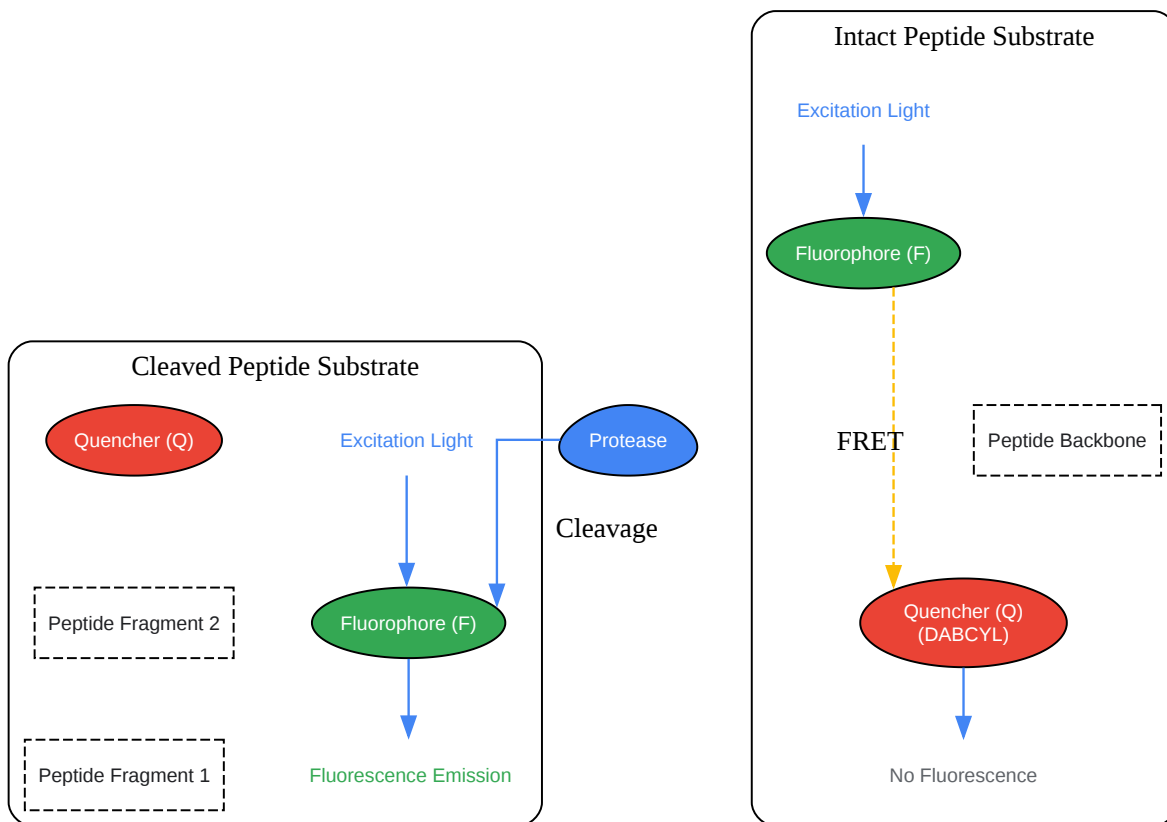 Intact Peptide Substrate
Excitation Light
Fluorophore (F)
FRET
Peptide Backbone
Quencher (Q)
(DABCYL)
No Fluorescence
Cleaved Peptide Substrate
Quencher (Q)
Excitation Light
Protease
Cleavage
Peptide Fragment 2
Fluorophore (F)
Peptide Fragment 1
Fluorescence Emission